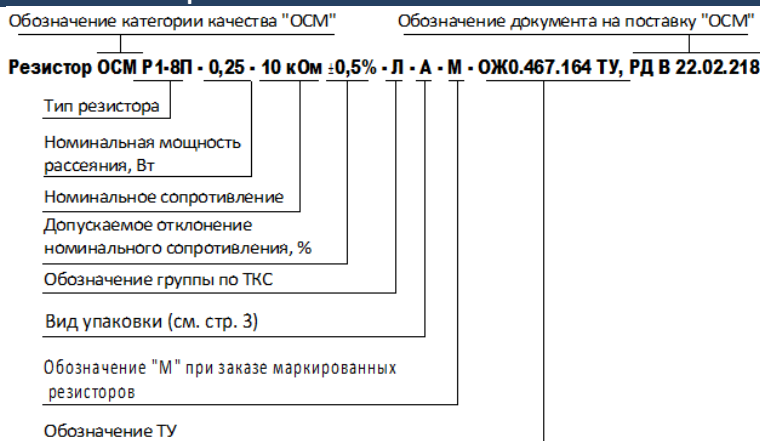 Обозначение категории качества "ОСМ"
Обозначение документа на поставку "ОСМ"
Резистор ОСМ Р1-8П - 0,25 - 10 кОм ±0,5% - Л - А - М - ОЖ0.467.164 ТУ, РД В 22.02.218
Тип резистора
Номинальная мощность
рассеяния, Вт
Номинальное сопротивление
Допускаемое отклонение
номинального сопротивления, %
Обозначение группы по ТКС
Вид упаковки (см. стр. 3)
Обозначение "М" при заказе маркированных
резисторов
Обозначение ТУ